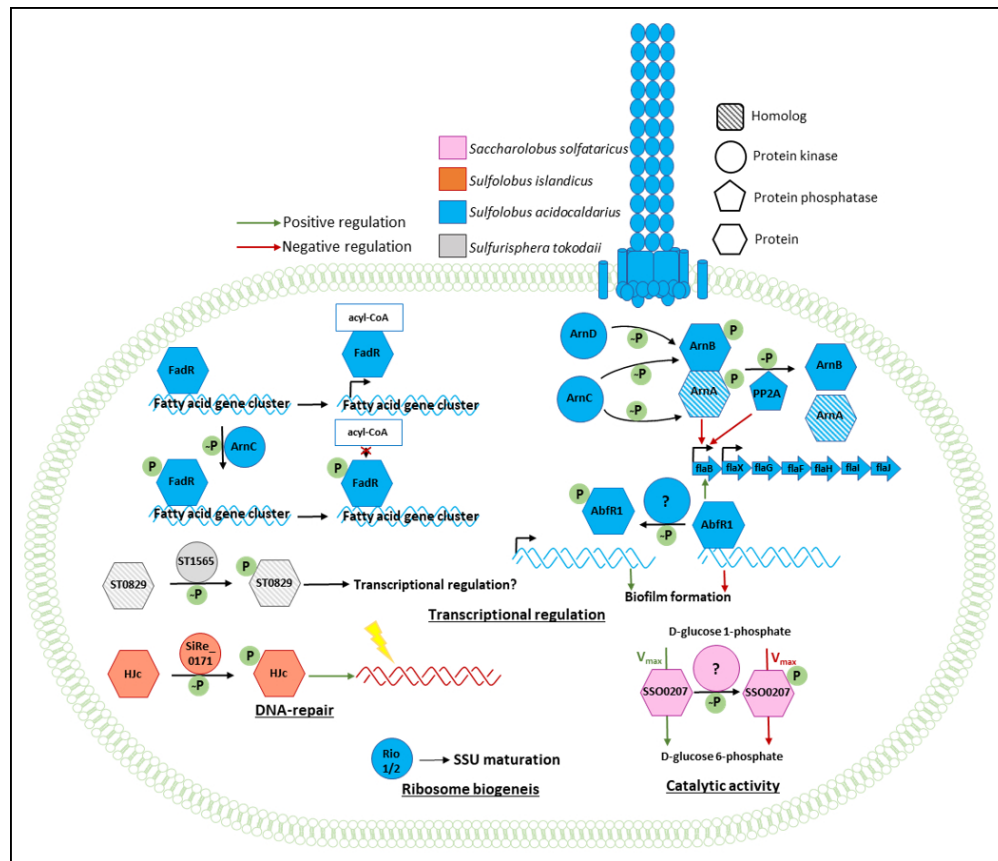 Homolog
Saccharolobus solfataricus
Protein kinase
Sulfolobus islandicus
Protein phosphatase
Sulfolobus acidocaldarius
Positive regulation
Protein
Negative regulation
Sulfurisphera tokodaii
acyl-CoA
FadR
FadR
Fatty acid gene cluster
Fatty acid gene cluster
-P
ArnC
acyl-CoA
P
FadR
P
FadR
Fatty acid gene cluster
Fatty acid gene cluster
ArnD
-P
ArnB
P
-P
ArnB
ArnC
-P
-P
ArnA
P
PP2A
ArnA
flaB
flaX
flaG
flaF
flaH
flaI
flaJ
P
AbfR1
?
-P
AbfR1
Biofilm formation
ST0829
ST1565
-P
P
ST0829
Transcriptional regulation?
Transcriptional regulation
HJc
SiRe_
0171
-P
P
HJc
DNA-repair
D-glucose 1-phosphate
Vmax
Vmax
SSO0207
?
-P
SSO0207
P
D-glucose 6-phosphate
Catalytic activity
Rio
1/2
SSU maturation
Ribosome biogeneis